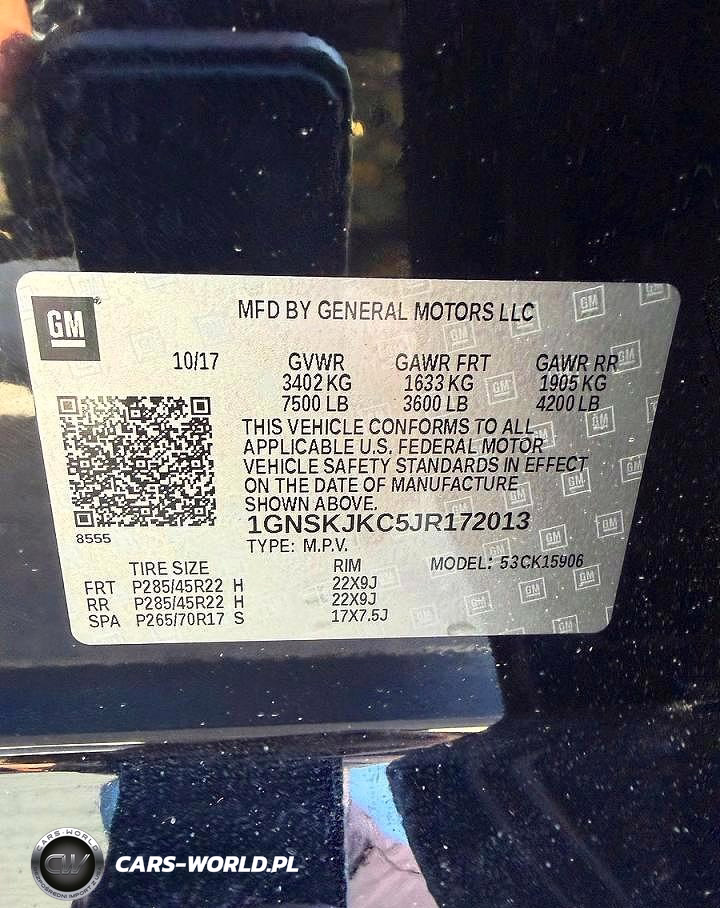 GM
MFD BY GENERAL MOTORS LLC
10/17 GVWR GAWR FRT GAWR RR
3402 KG 1633 KG 1905 KG
7500 LB 3600 LB 4200 LB
THIS VEHICLE CONFORMS TO ALL
APPLICABLE U.S. FEDERAL MOTOR
VEHICLE SAFETY STANDARDS IN EFFECT
ON THE DATE OF MANUFACTURE
SHOWN ABOVE.
1GNSKJKC5JR172013
8555
TYPE: M.P.V.
TIRE SIZE RIM MODEL: 53CK15906
FRT P285/45R22 H 22X9J
RR P285/45R22 H 22X9J
SPA P265/70R17 S 17X7.5J
CARS-WORLD
CW
CARS-WORLD.PL